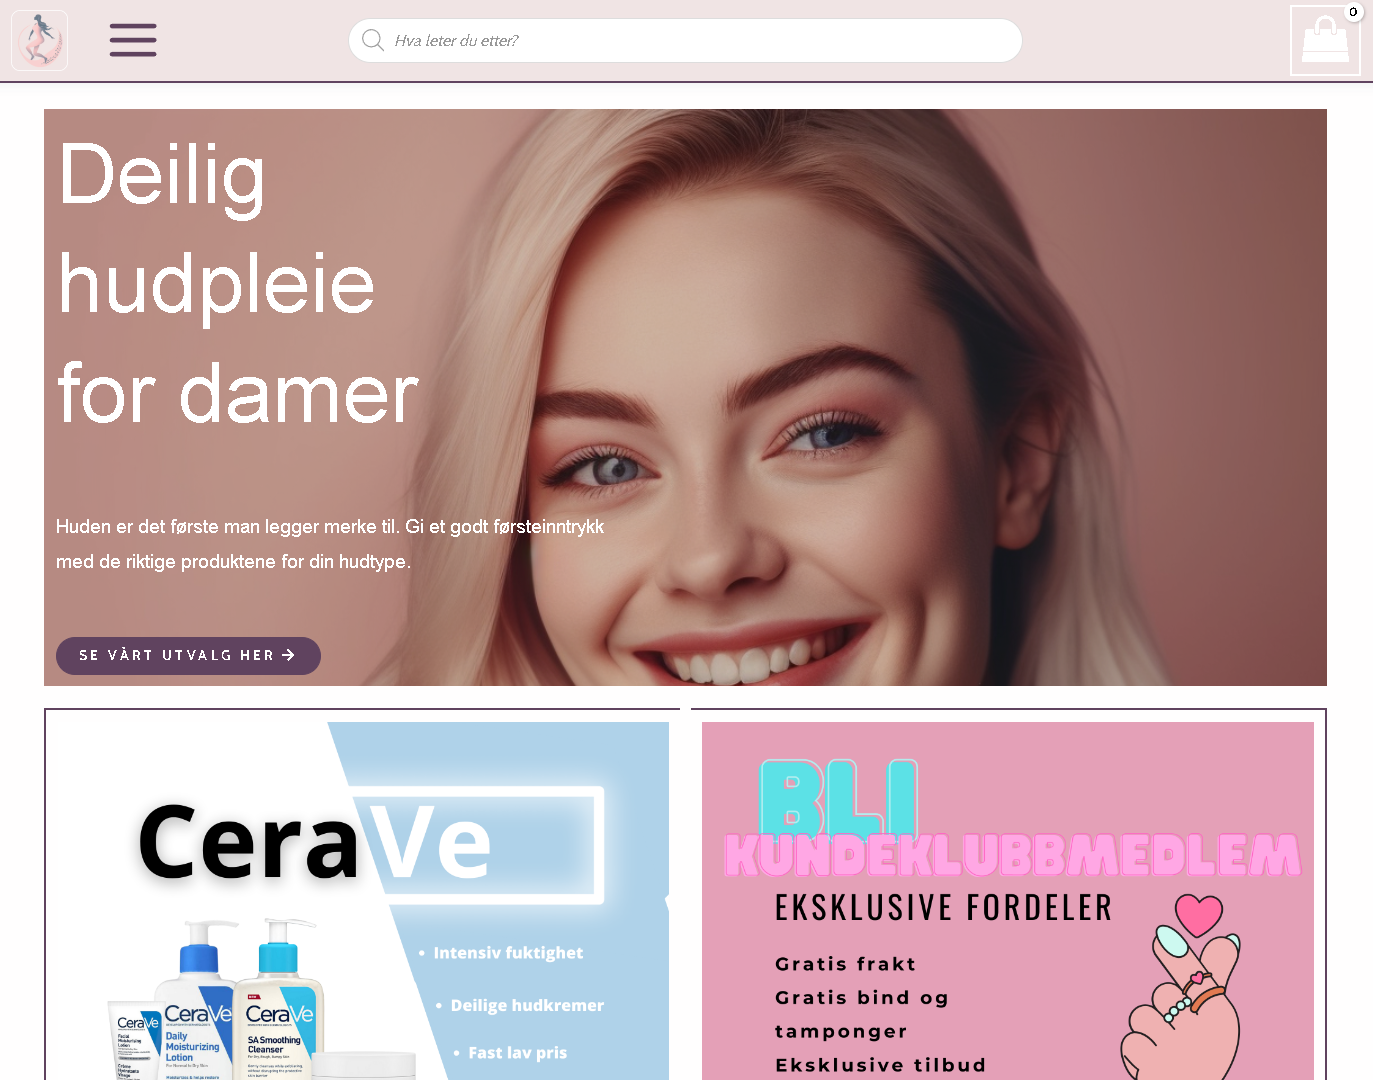 Hva leter du etter?
0
Deilig
hudpleie
for damer
Huden er det første man legger merke til. Gi et godt førsteinntrykk
med de riktige produktene for din hudtype.
SE VÅRT UTVALG HER →
CeraVe
• Intensiv fuktighet
• Deilige hudkremer
• Fast lav pris
CeraVe
Facial
Moisturising
Lotion
CeraVe
Daily
Moisturizing
Lotion
CeraVe
SA Smoothing
Cleanser
BLI
KUNDEKLUBBMEDLEM
EKSKLUSIVE FORDELER
Gratis frakt
Gratis bind og
tamponger
Eksklusive tilbud